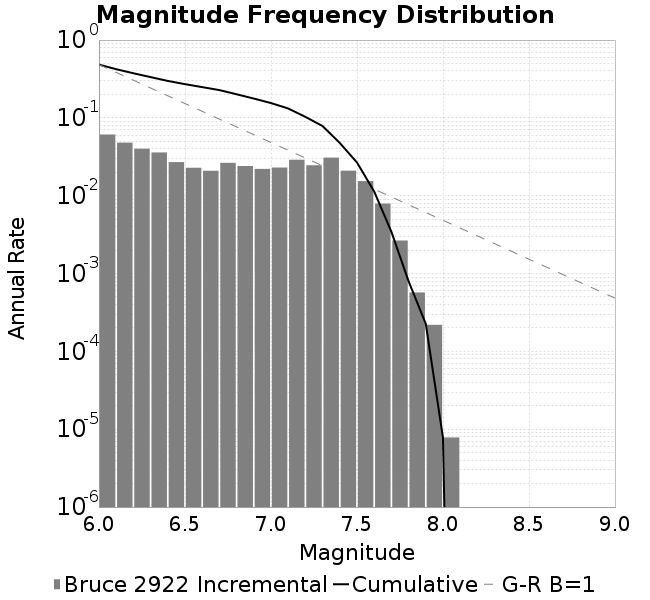 Magnitude Frequency Distribution
10^0
10^-1
10^-2
10^-3
10^-4
10^-5
10^-6
Annual Rate
6.0 6.5 7.0 7.5 8.0 8.5 9.0
Magnitude
Bruce 2922 Incremental Cumulative G-R B=1